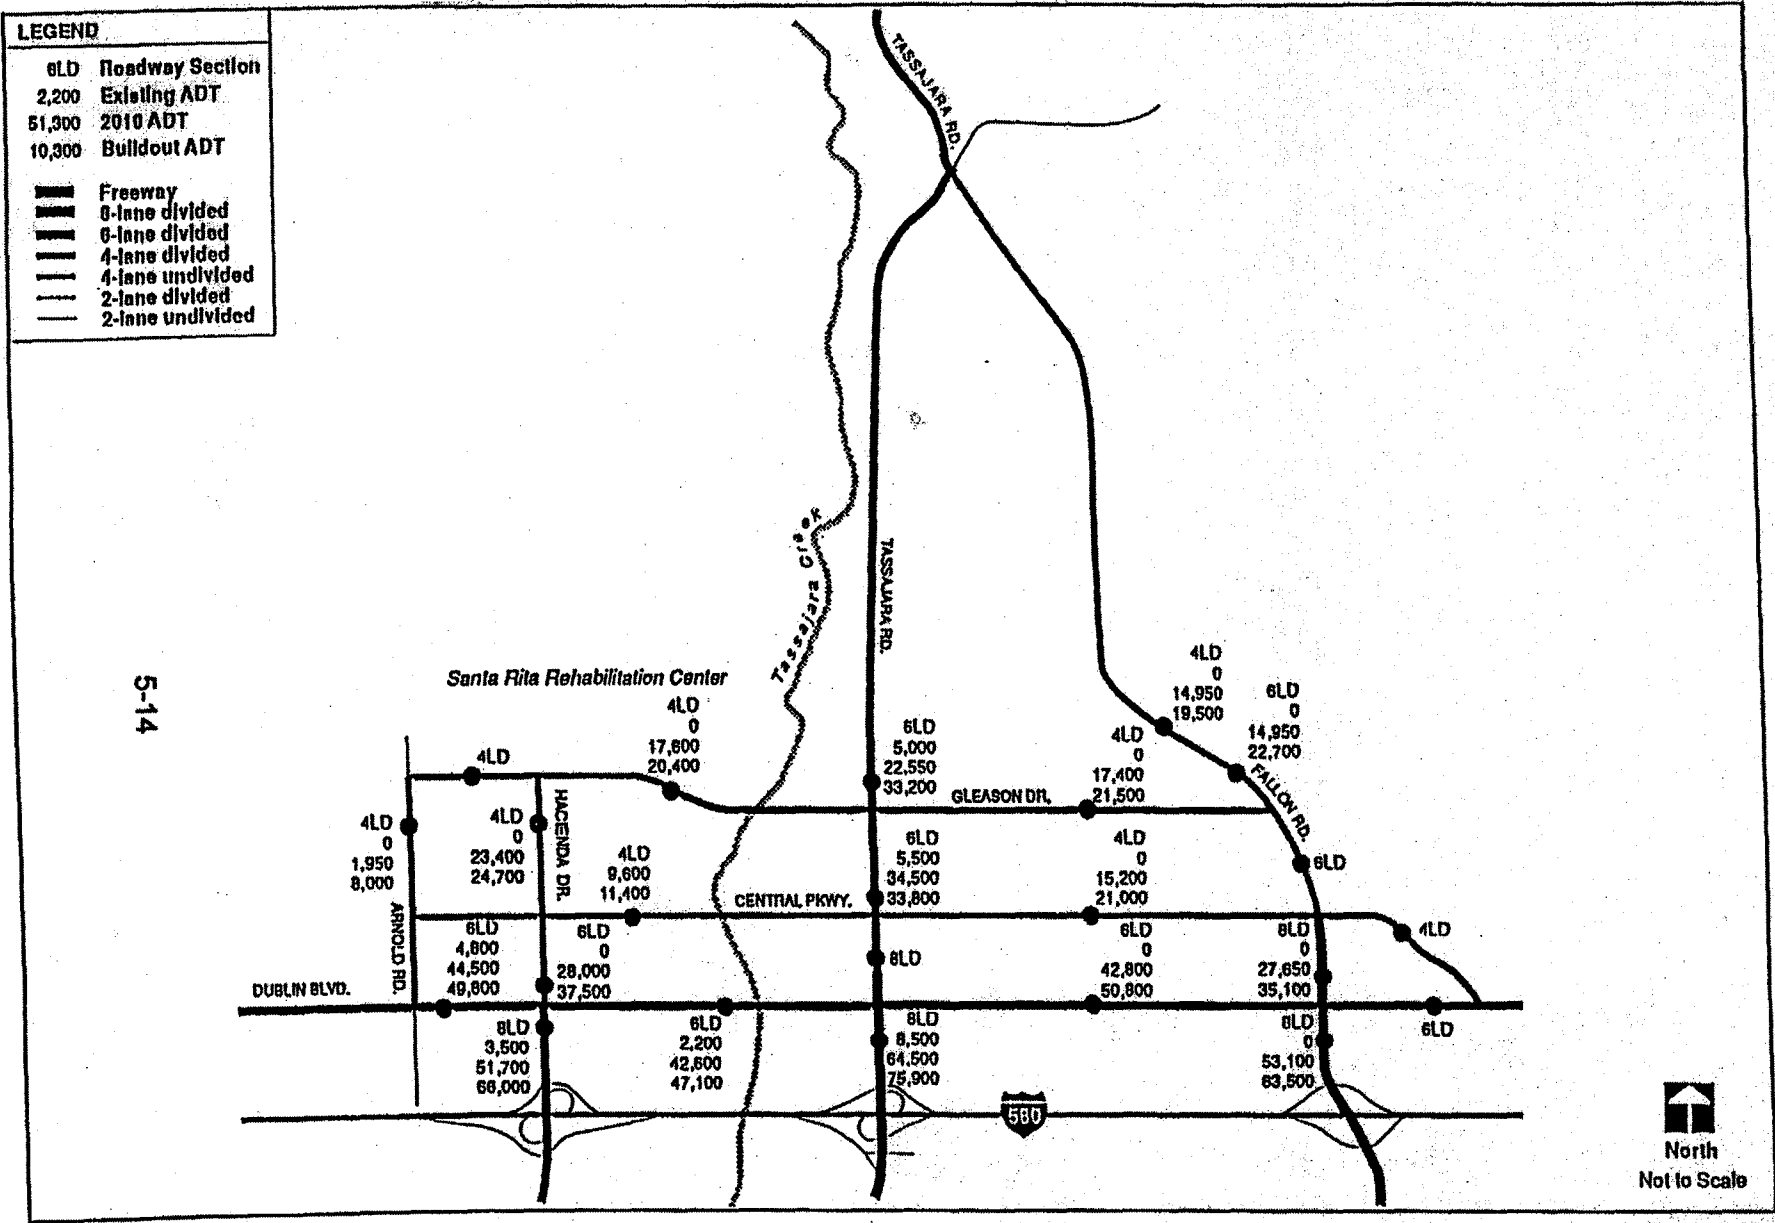 LEGEND
6LD Roadway Section
2,200 Existing ADT
51,300 2010 ADT
10,300 Buildout ADT
Freeway
8-lane divided
6-lane divided
4-lane divided
4-lane undivided
2-lane divided
2-lane undivided
TASSAJARA RD.
Tassajara Creek
TASSAJARA RD.
5-14
Santa Rita Rehabilitation Center
4LD
0
17,600
20,400
4LD
4LD
0
1,950
8,000
4LD
0
23,400
24,700
HACIENDA DR.
4LD
9,600
11,400
6LD
5,000
22,550
33,200
GLEASON DR.
4LD
0
17,400
21,500
4LD
0
14,950
19,500
6LD
0
14,950
22,700
FALLON RD.
6LD
6LD
5,500
34,500
33,800
CENTRAL PKWY.
4LD
0
15,200
21,000
ARNOLD RD.
6LD
4,800
44,500
49,800
6LD
0
28,000
37,500
8LD
6LD
0
42,800
50,800
8LD
0
27,650
35,100
4LD
DUBLIN BLVD.
8LD
3,500
51,700
66,000
6LD
2,200
42,600
47,100
8LD
8,500
64,500
75,900
8LD
0
53,100
63,500
6LD
580
North
Not to Scale